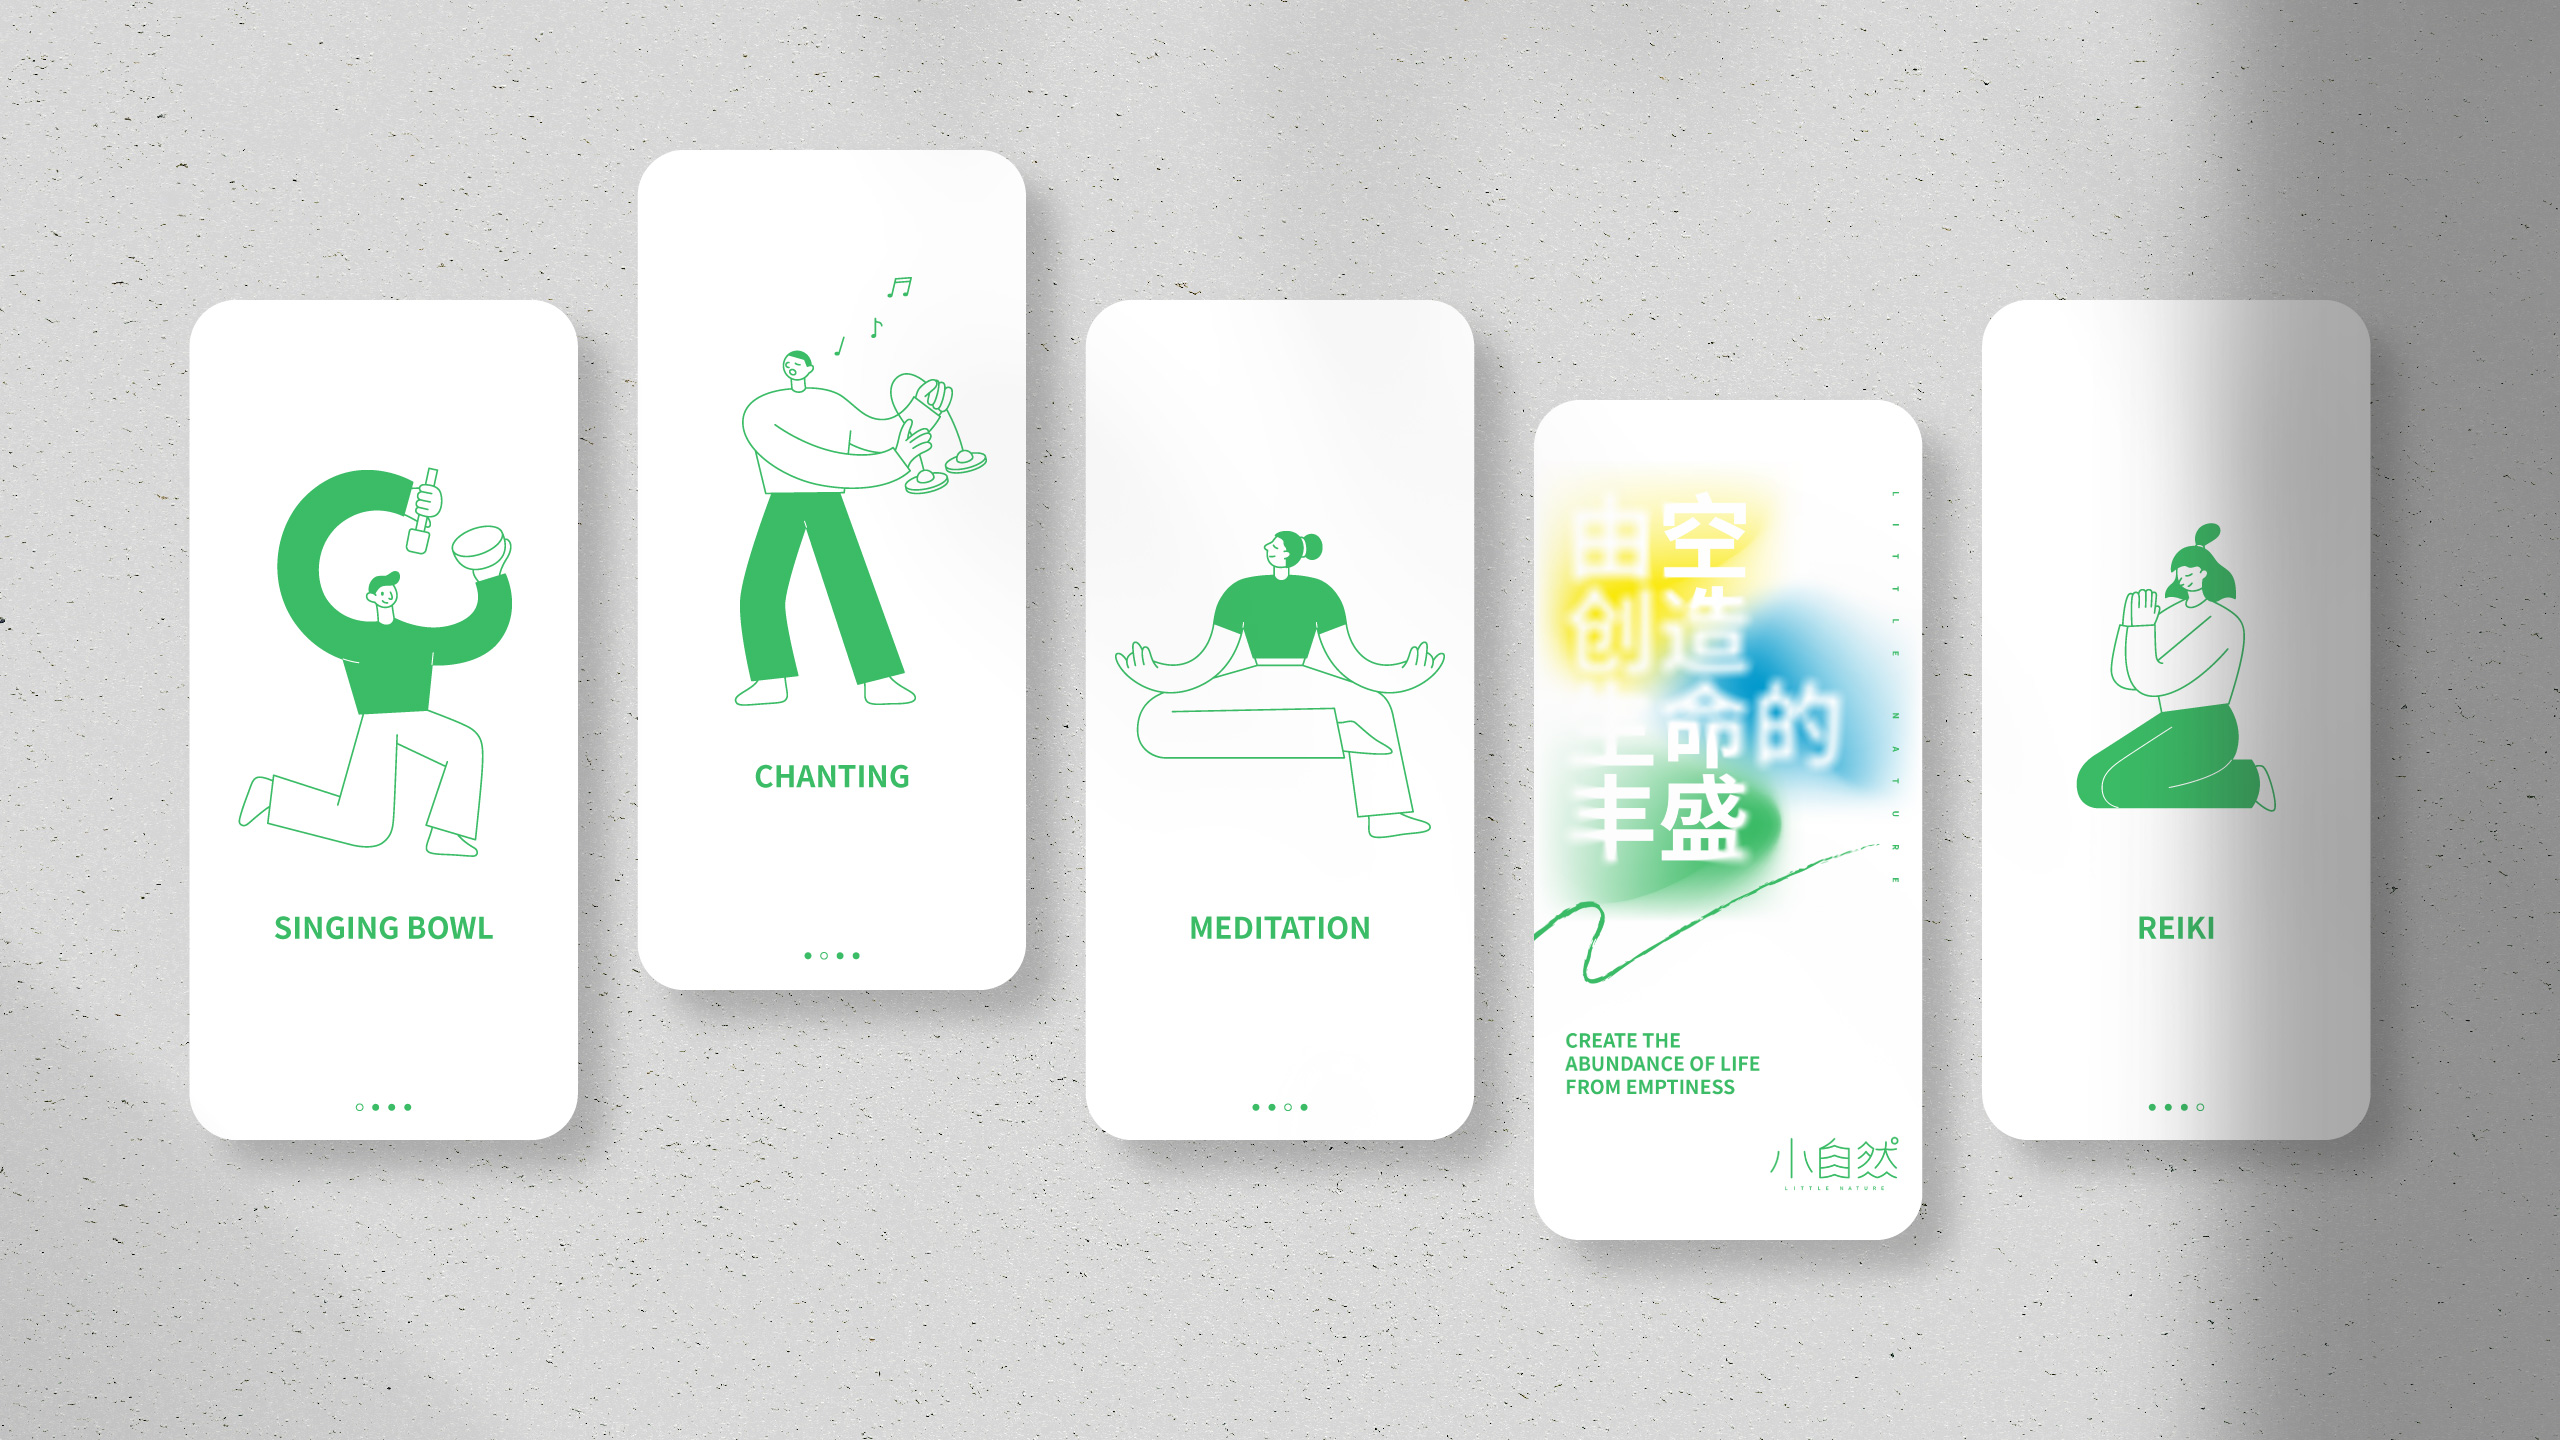 SINGING BOWL
CHANTING
MEDITATION
由空
创造
生命的
丰盛
LITTLE NATURE
CREATE THE
ABUNDANCE OF LIFE
FROM EMPTINESS
小自然
LITTLE NATURE
REIKI